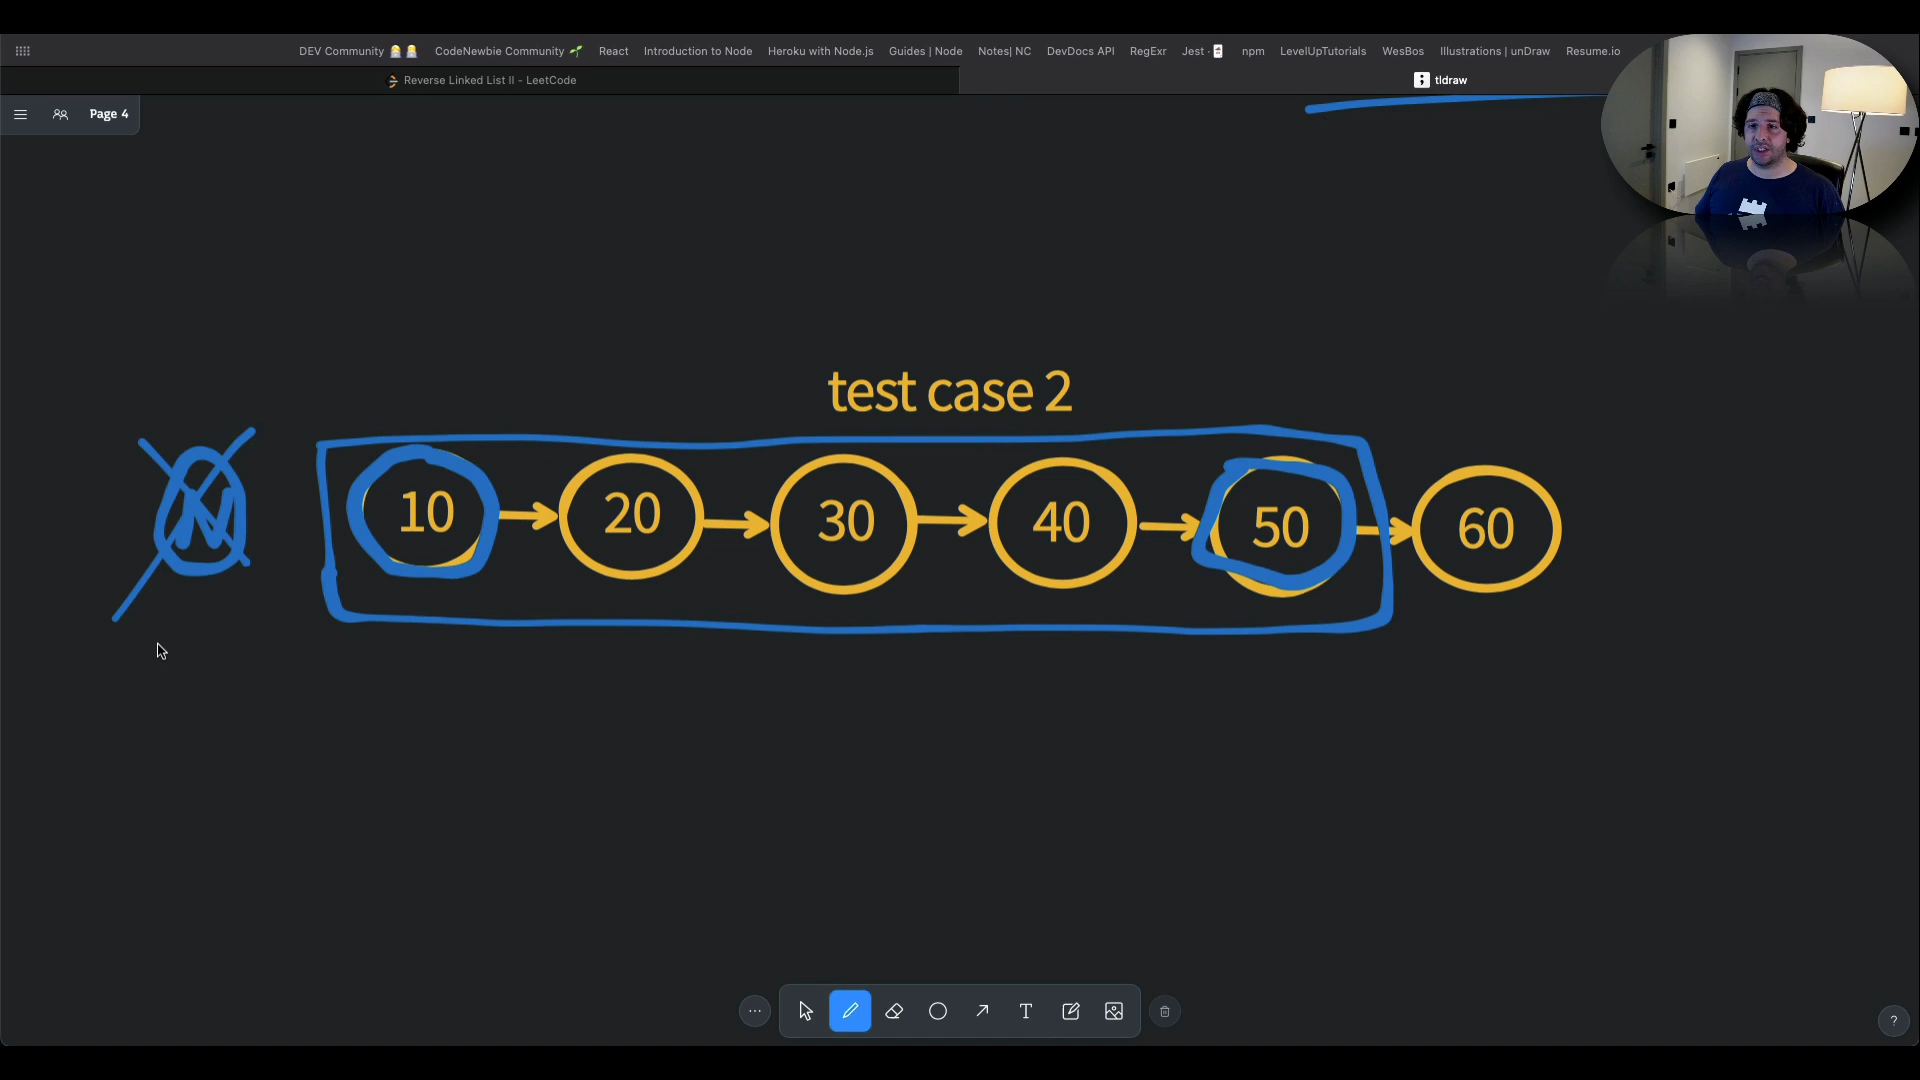 DEV Community CodeNewbie Community React Introduction to Node Heroku with Node.js Guides | Node Notes| NC DevDocs API RegExr Jest · npm LevelUpTutorials WesBos Illustrations | unDraw Resume.io
Reverse Linked List II - LeetCode tldraw
Page 4
test case 2
N 10 20 30 40 50 60
T
?